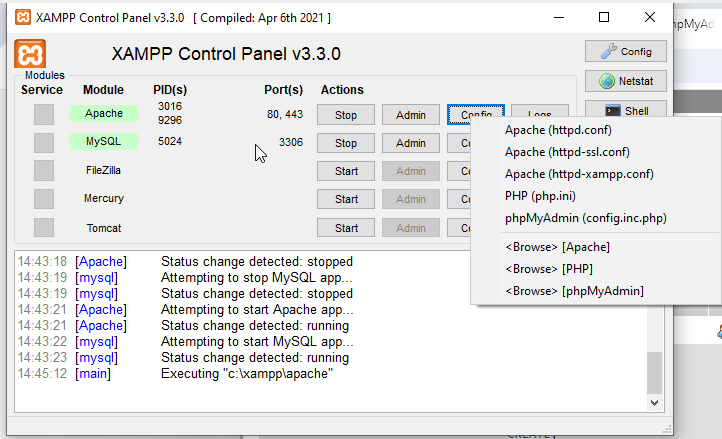 XAMPP Control Panel v3.3.0 [ Compiled: Apr 6th 2021 ]
hpMyAd
XAMPP Control Panel v3.3.0
Config
Modules
Service Module PID(s) Port(s) Actions
Netstat
Apache 3016 9296 80, 443 Stop Admin Config Logs
Shell
MySQL 5024 3306 Stop Admin Co
FileZilla Start Admin Co
Mercury Start Admin Co
Tomcat Start Admin Co
Apache (httpd.conf)
Apache (httpd-ssl.conf)
Apache (httpd-xampp.conf)
PHP (php.ini)
phpMyAdmin (config.inc.php)
<Browse> [Apache]
<Browse> [PHP]
<Browse> [phpMyAdmin]
14:43:18 [Apache] Status change detected: stopped
14:43:19 [mysql] Attempting to stop MySQL app...
14:43:19 [mysql] Status change detected: stopped
14:43:21 [Apache] Attempting to start Apache app...
14:43:21 [Apache] Status change detected: running
14:43:22 [mysql] Attempting to start MySQL app...
14:43:23 [mysql] Status change detected: running
14:45:12 [main] Executing "c:\xampp\apache"
CREATE